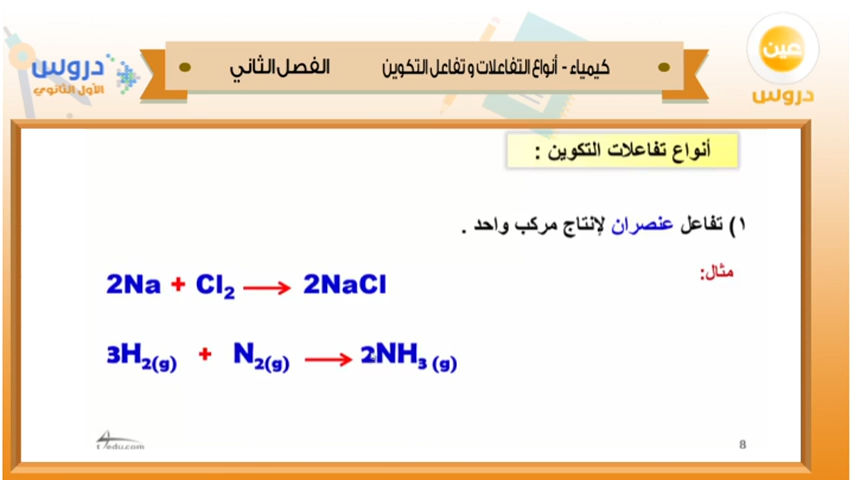 دروس
الأول الثانوي
كيمياء - أنواع التفاعلات و تفاعل التكوين
الفصل الثاني
عين
دروس
أنواع تفاعلات التكوين :
١) تفاعل عنصران لإنتاج مركب واحد .
مثال:
2Na + Cl₂ ⟶ 2NaCl
3H₂(g) + N₂(g) ⟶ 2NH₃ (g)
8